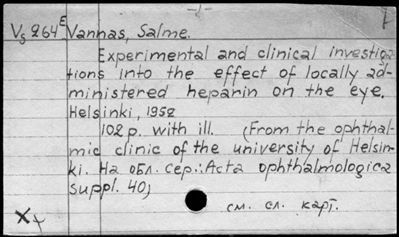 -/-
Vs 264 E Vannas, Salme.
Experimental and clinical investiga-
tions into the effect of locally ad-
ministered heparin on the eye.
Helsinki, 1952
102 p. with ill. (From the ophthal-
mic clinic of the university of Helsin-
ki. На обл. сер.: Acta ophthalmologica
suppl. 40)
см. сл. карт.